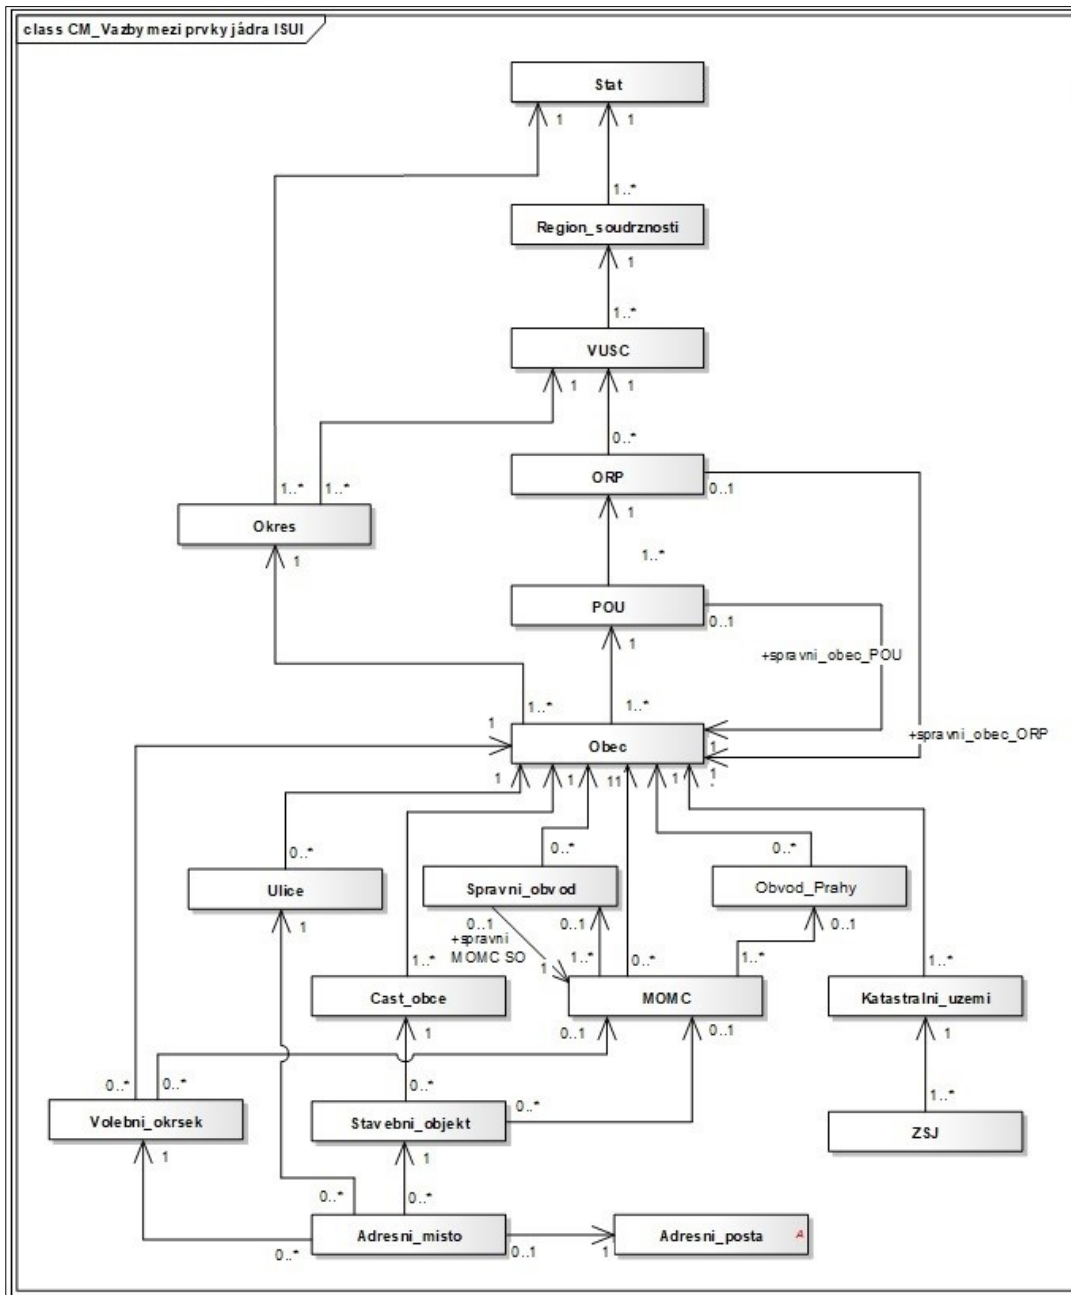 class CM_Vazby mezi prvky jádra ISUI
Stat
1
1
1..*
Region_soudrznosti
1
1..*
VUSC
1
1
0..*
ORP
0..1
1..*
1..*
1
Okres
1
1..*
POU
0..1
1
+spravni_obec_POU
1..*
1..*
1
Obec
1
+spravni_obec_ORP
1
1
1
1
1
1
1
0..*
0..*
0..*
Ulice
Spravni_obvod
Obvod_Prahy
1
0..1
0..1
0..1
+spravni
MOMC SO
1
1..*
1..*
0..*
1..*
1..*
Cast_obce
MOMC
Katastralni_uzemi
1
0..1
0..1
1
0..*
0..*
0..*
0..*
1..*
Volebni_okrsek
Stavebni_objekt
ZSJ
1
1
0..*
0..*
Adresni_misto
Adresni_posta
A
0..*
0..1
1